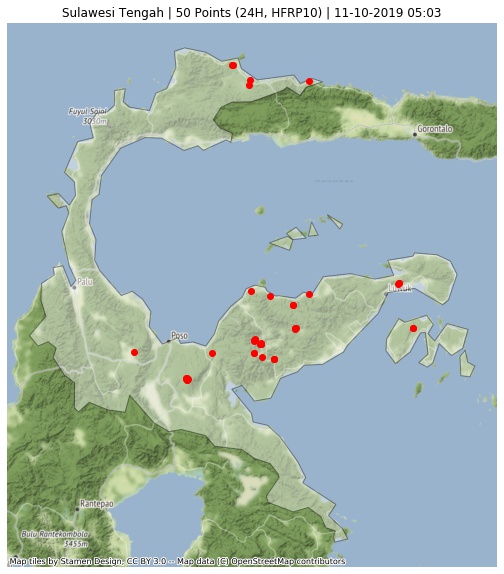 Sulawesi Tengah | 50 Points (24H, HFRP10) | 11-10-2019 05:03
Fuyul Sojol
3030m
Gorontalo
Palu
Luwuk
Poso
Rantepao
Bulu Rantekombola
3455m
Map tiles by Stamen Design, CC BY 3.0 -- Map data (C) OpenStreetMap contributors